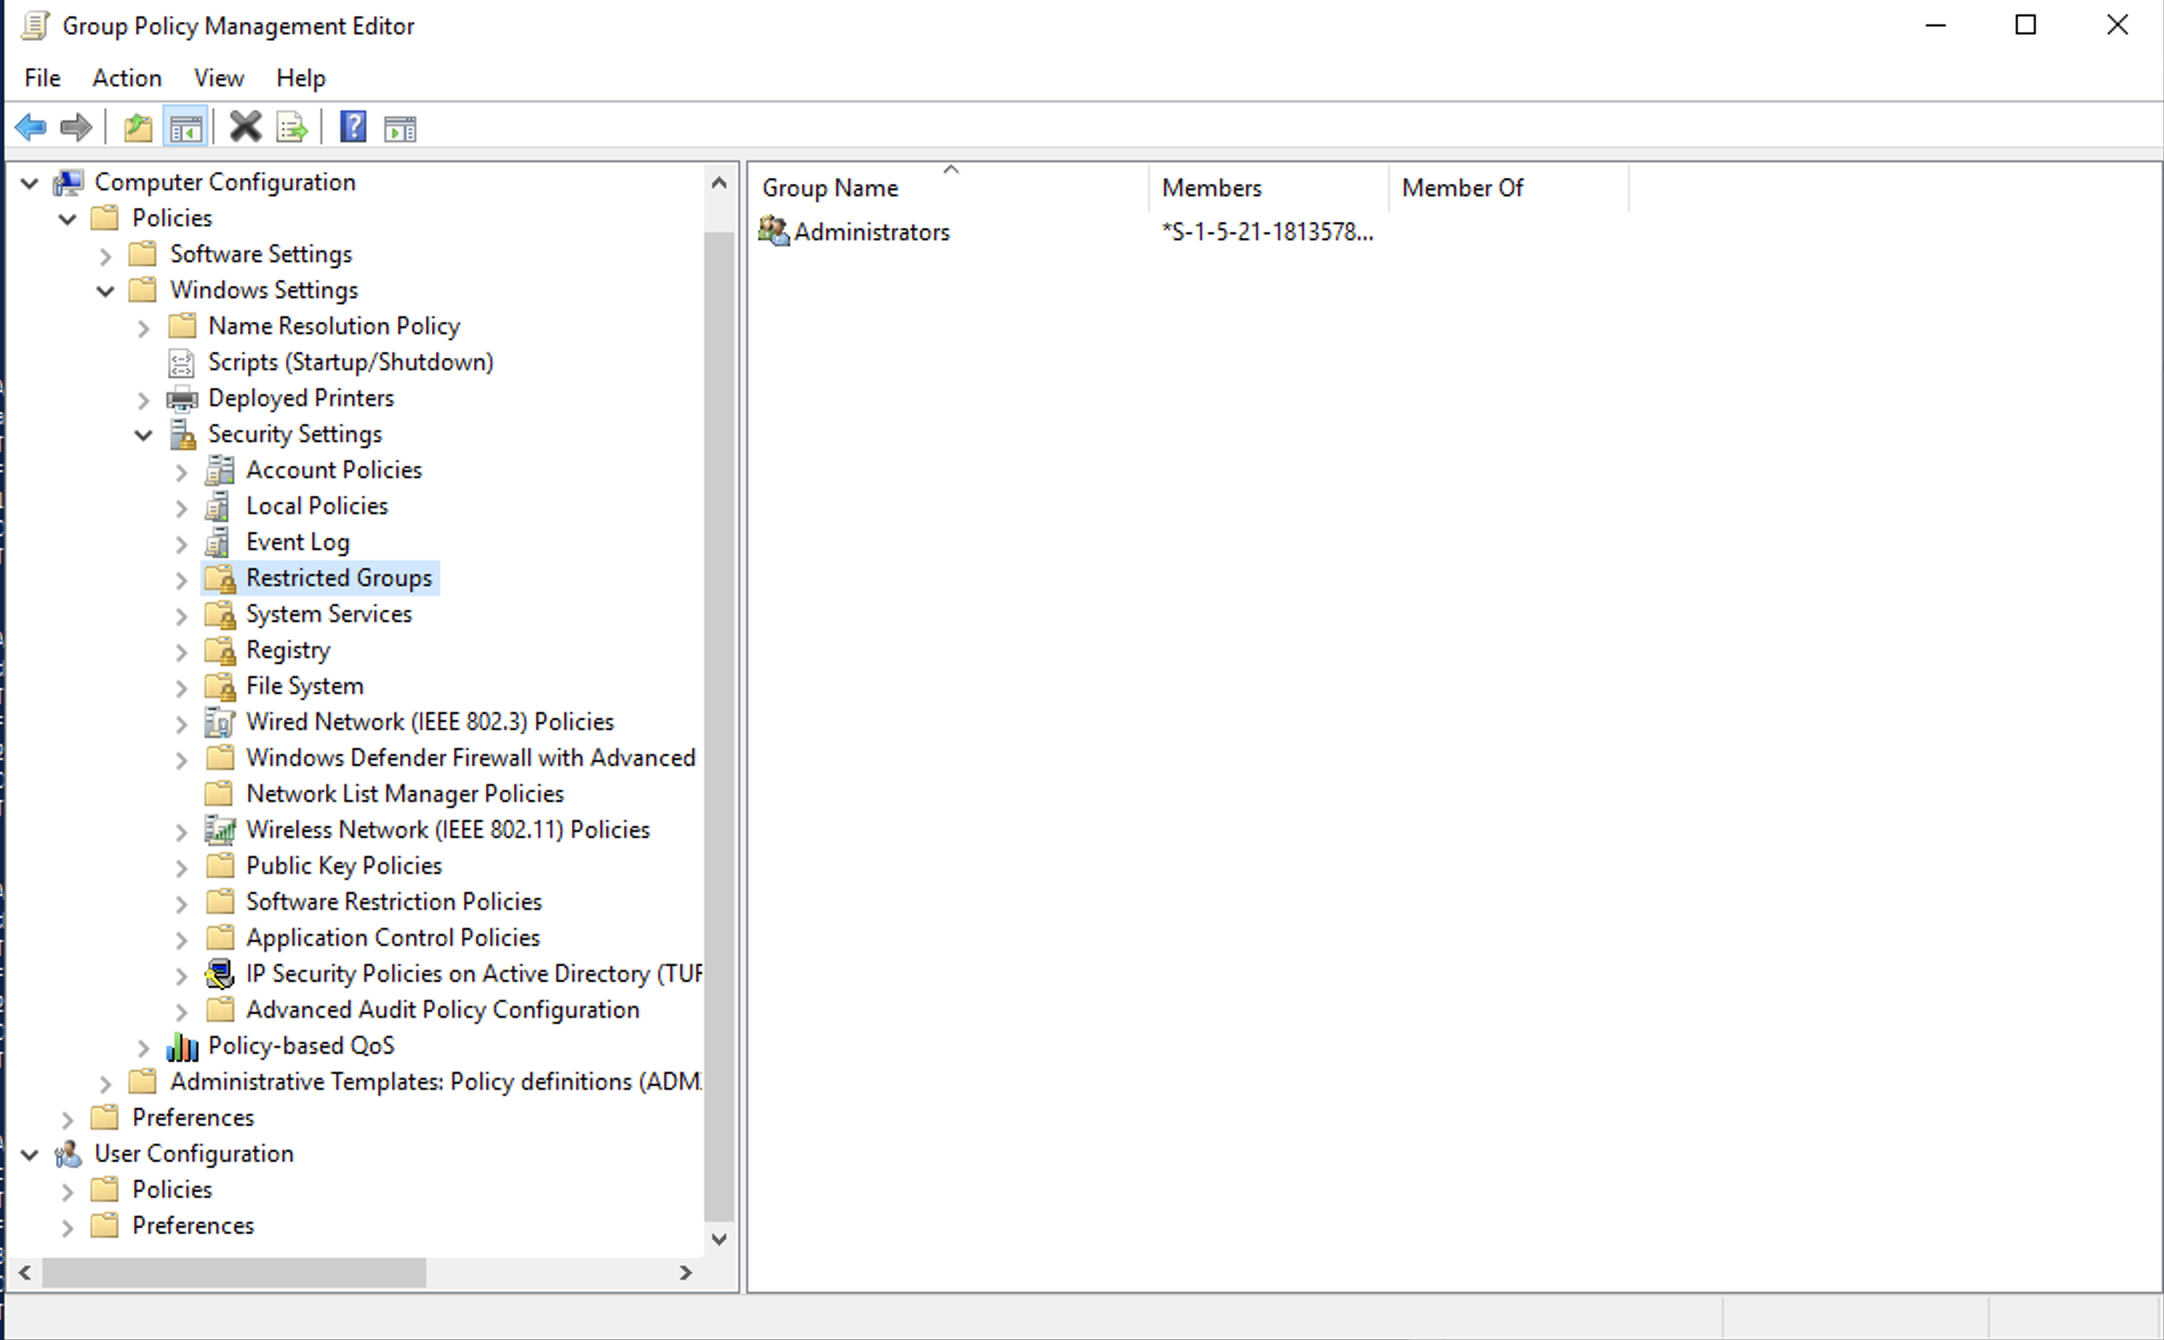 Group Policy Management Editor
File Action View Help
Computer Configuration
Policies
Software Settings
Windows Settings
Name Resolution Policy
Scripts (Startup/Shutdown)
Deployed Printers
Security Settings
Account Policies
Local Policies
Event Log
Restricted Groups
System Services
Registry
File System
Wired Network (IEEE 802.3) Policies
Windows Defender Firewall with Advanced
Network List Manager Policies
Wireless Network (IEEE 802.11) Policies
Public Key Policies
Software Restriction Policies
Application Control Policies
IP Security Policies on Active Directory (TUF
Advanced Audit Policy Configuration
Policy-based QoS
Administrative Templates: Policy definitions (ADM
Preferences
User Configuration
Policies
Preferences
Group Name Members Member Of
Administrators *S-1-5-21-1813578...